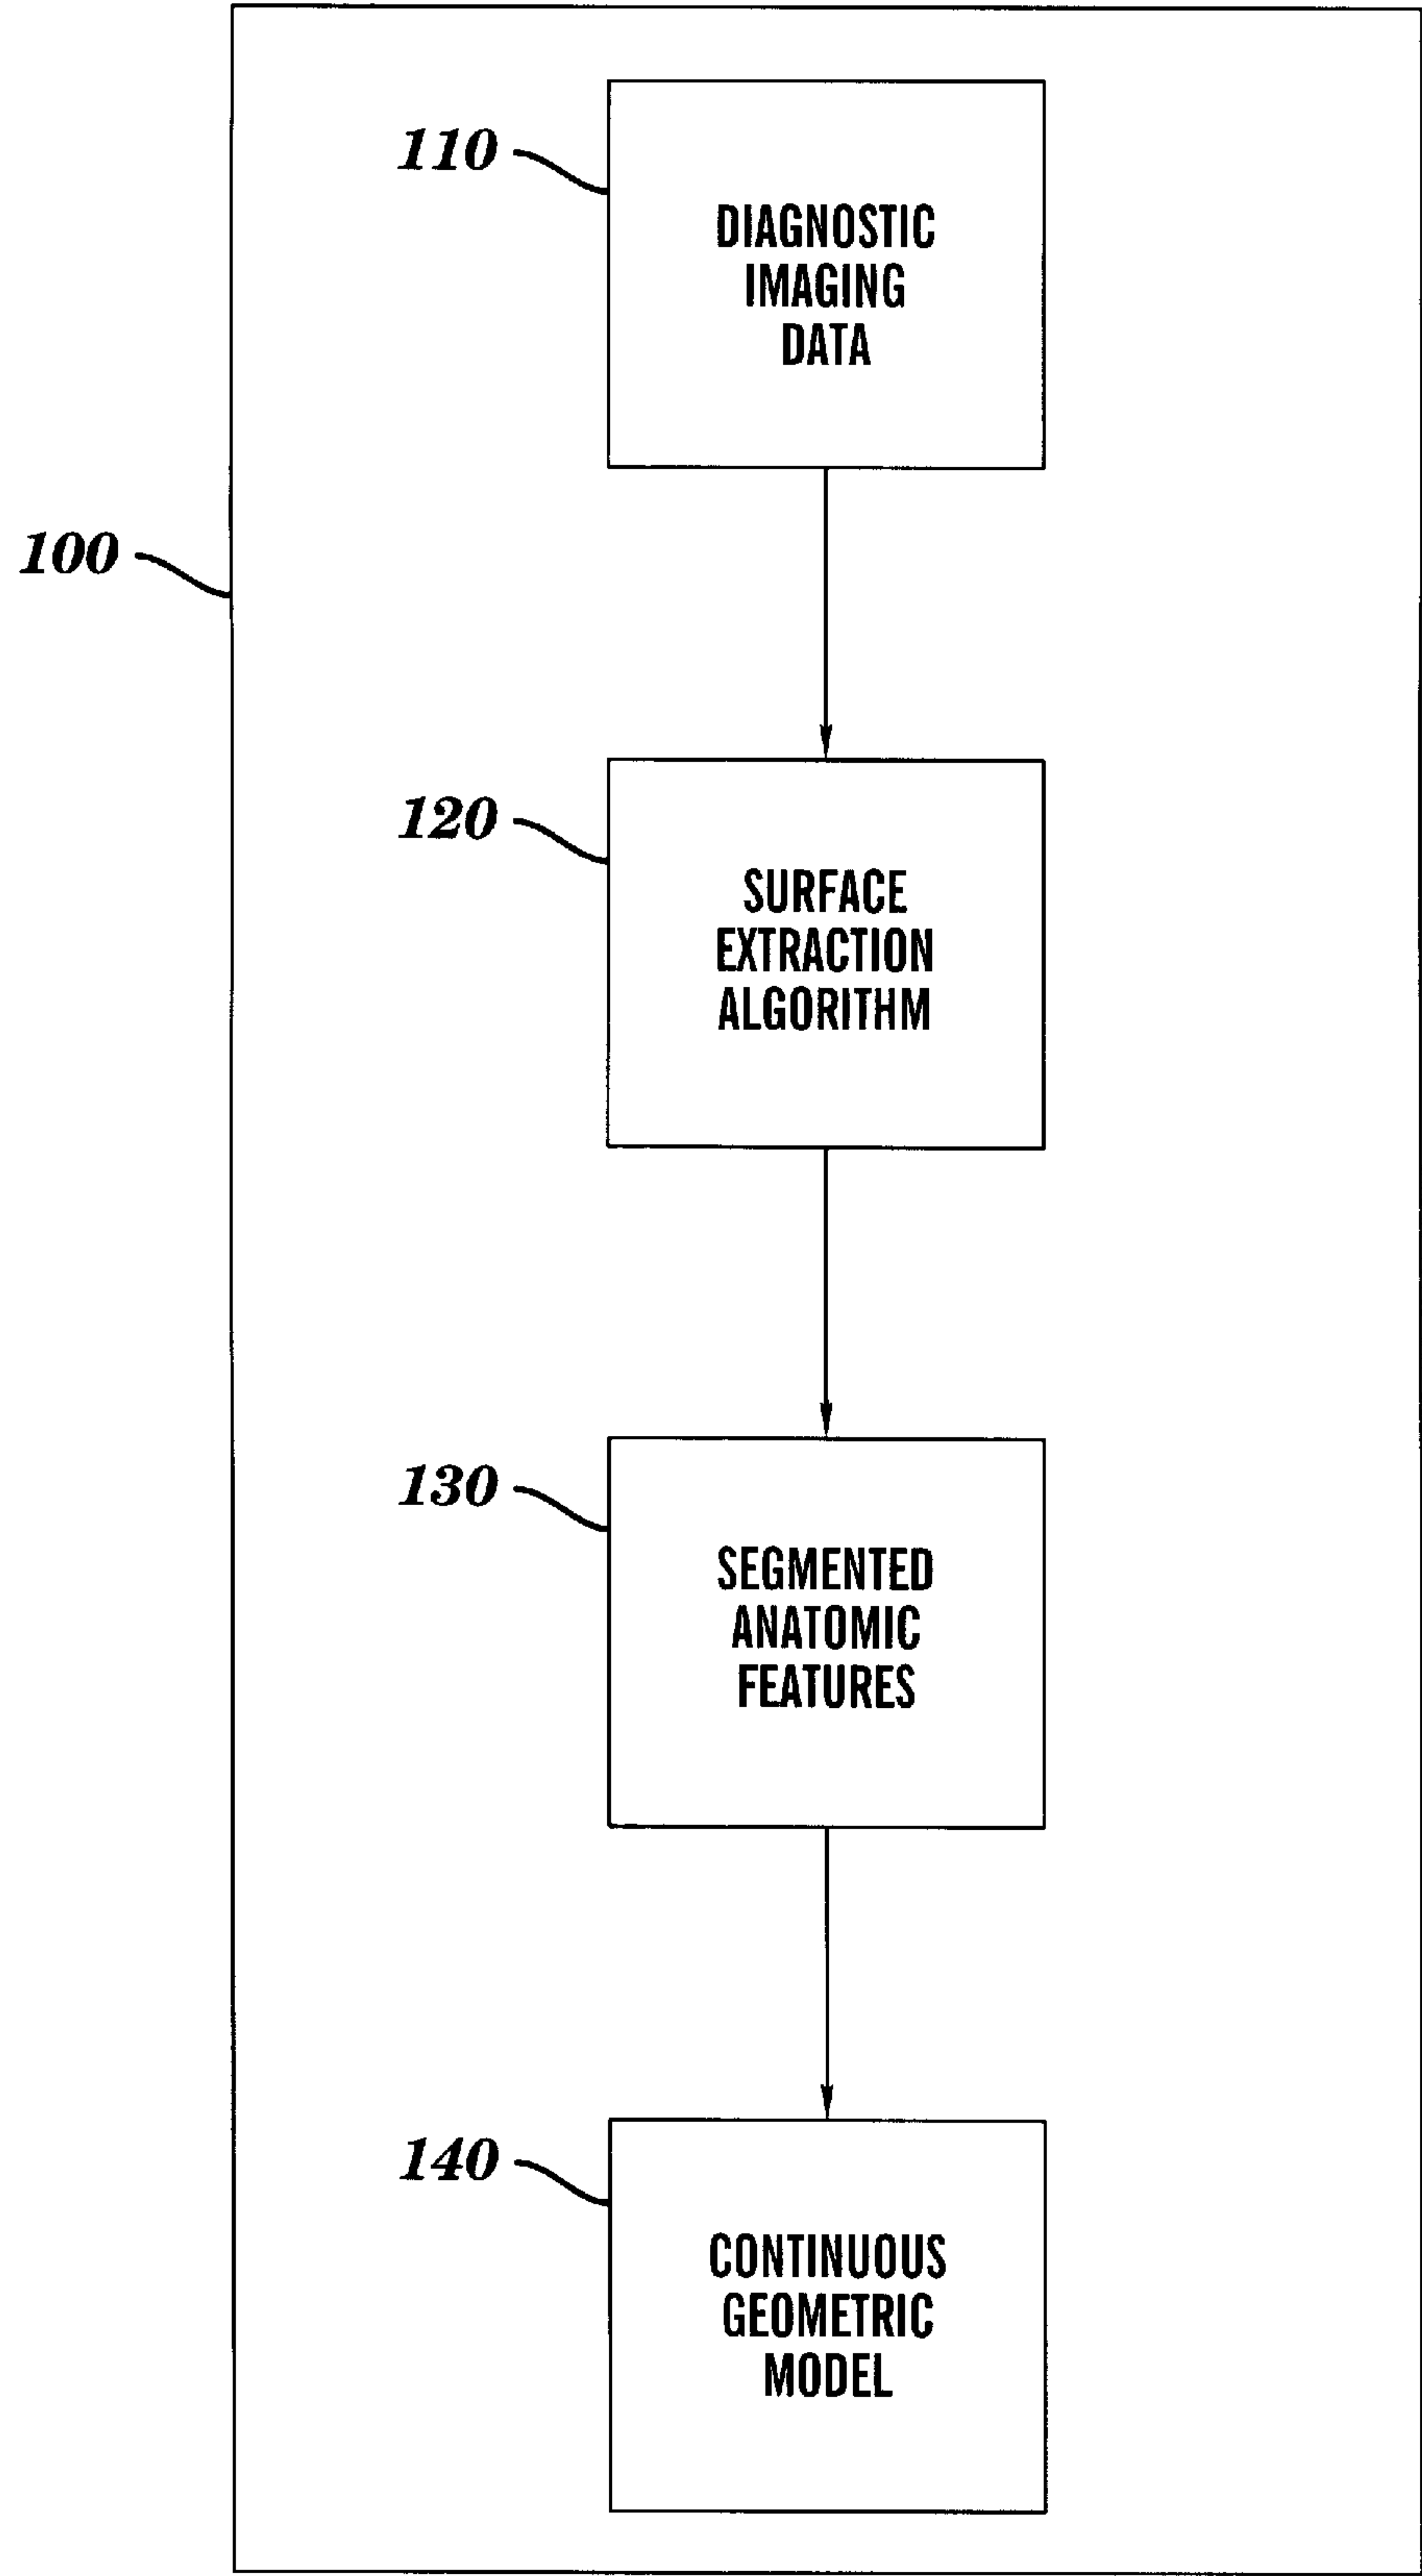 110
DIAGNOSTIC
IMAGING
DATA
100
120
SURFACE
EXTRACTION
ALGORITHM
130
SEGMENTED
ANATOMIC
FEATURES
140
CONTINUOUS
GEOMETRIC
MODEL